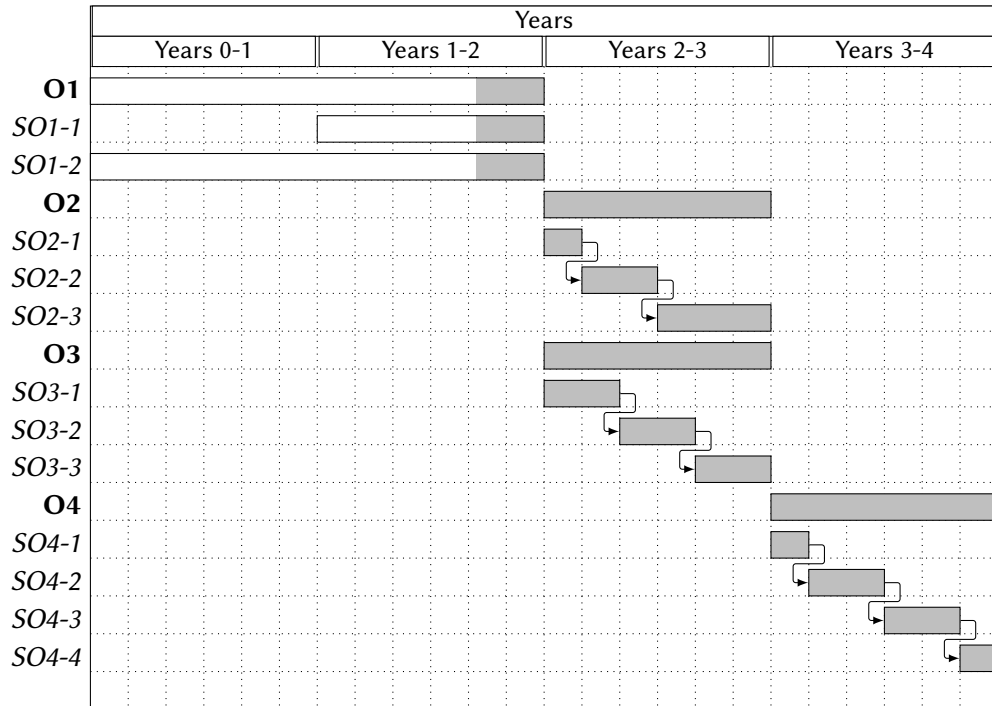 Years
Years 0-1 Years 1-2 Years 2-3 Years 3-4
O1
SO1-1
SO1-2
O2
SO2-1
SO2-2
SO2-3
O3
SO3-1
SO3-2
SO3-3
O4
SO4-1
SO4-2
SO4-3
SO4-4